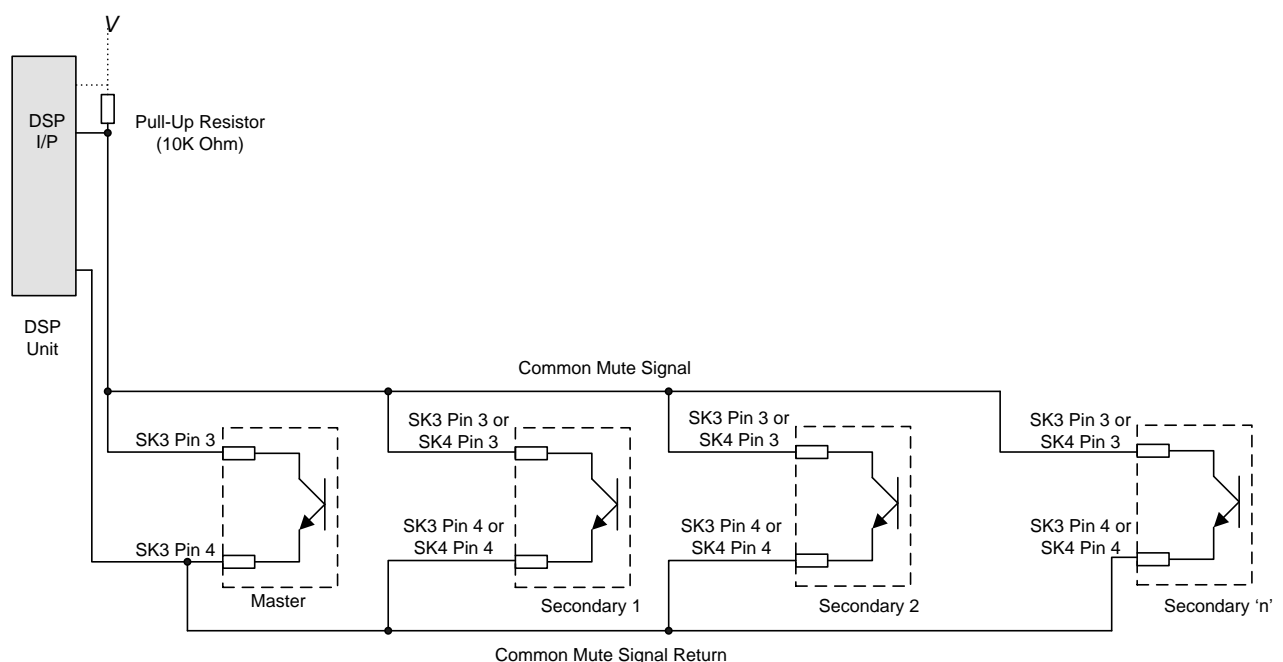 V
DSP
I/P
Pull-Up Resistor
(10K Ohm)
DSP
Unit
Common Mute Signal
SK3 Pin 3
SK3 Pin 3 or
SK4 Pin 3
SK3 Pin 3 or
SK4 Pin 3
SK3 Pin 3 or
SK4 Pin 3
SK3 Pin 4
SK3 Pin 4 or
SK4 Pin 4
SK3 Pin 4 or
SK4 Pin 4
SK3 Pin 4 or
SK4 Pin 4
Master
Secondary 1
Secondary 2
Secondary ‘n’
Common Mute Signal Return